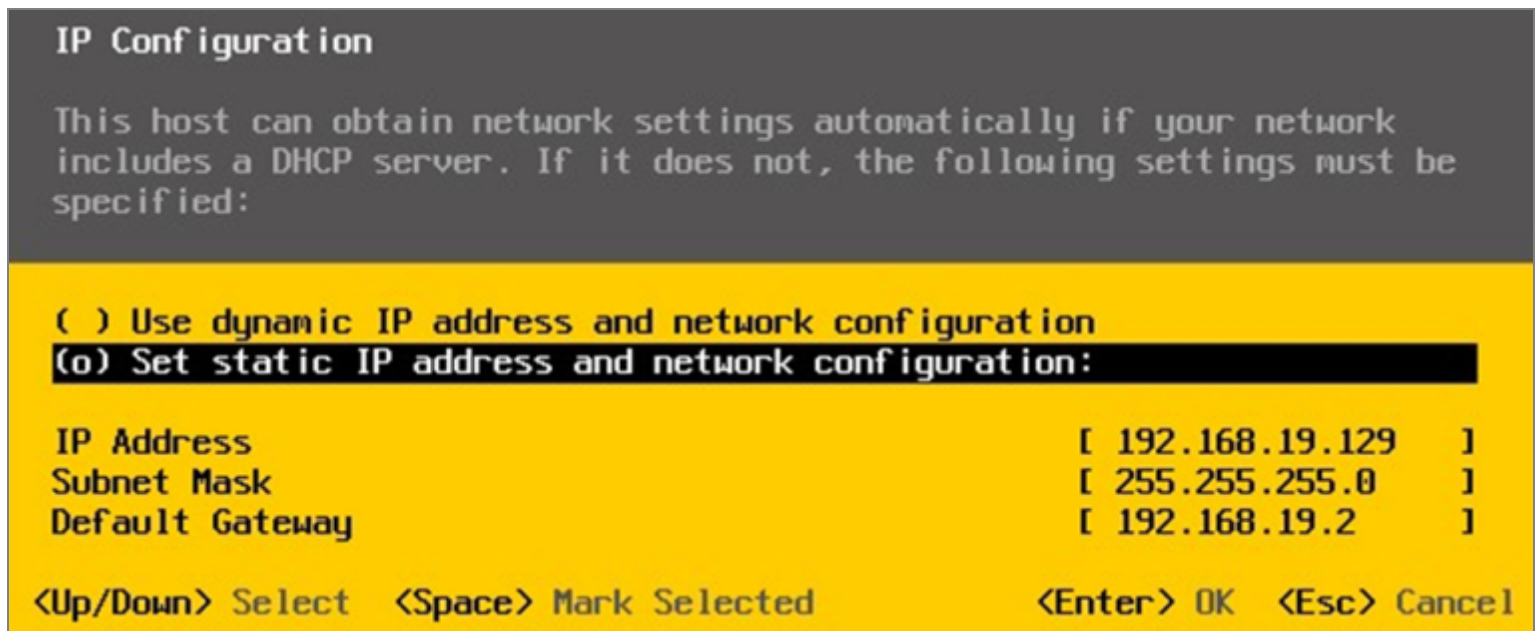 IP Configuration
This host can obtain network settings automatically if your network
includes a DHCP server. If it does not, the following settings must be
specified:
( ) Use dynamic IP address and network configuration
(o) Set static IP address and network configuration:
IP Address [ 192.168.19.129 ]
Subnet Mask [ 255.255.255.0 ]
Default Gateway [ 192.168.19.2 ]
<Up/Down> Select <Space> Mark Selected <Enter> OK <Esc> Cancel